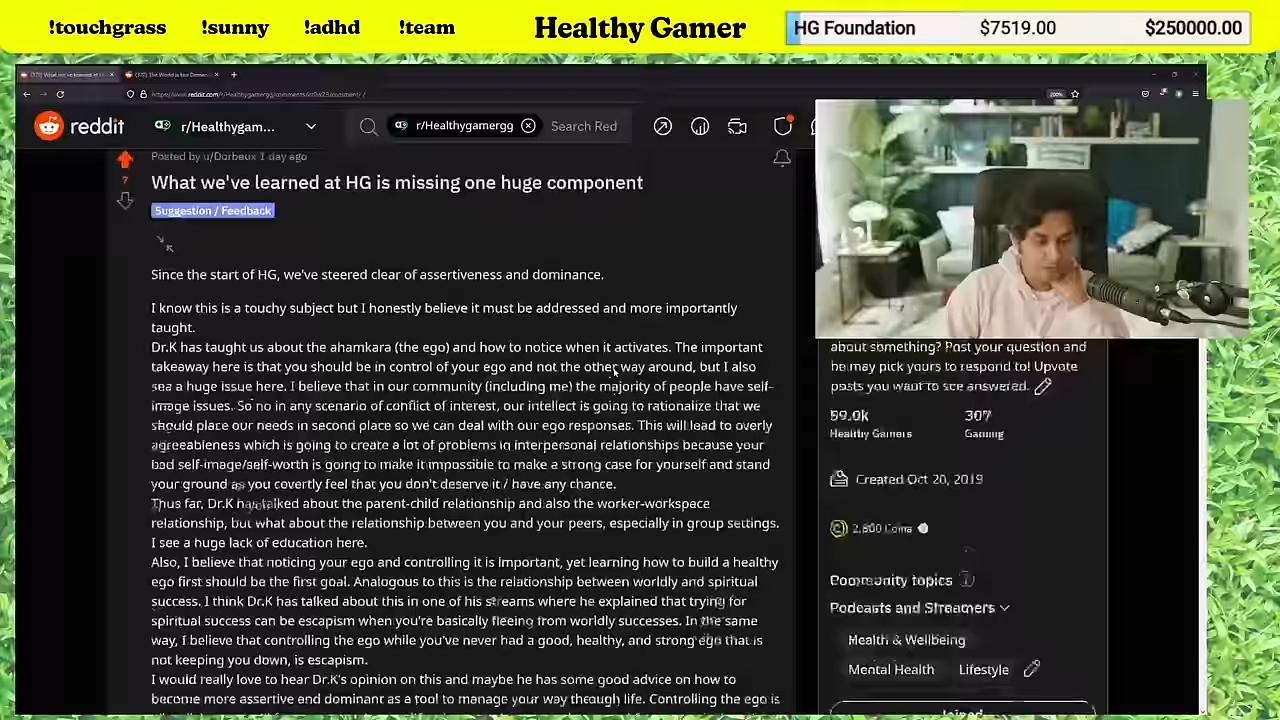 !touchgrass !sunny !adhd !team Healthy Gamer HG Foundation $7519.00 $250000.00
reddit r/Healthygam... r/Healthygamergg Search Red
200%
Posted by u/Darbeux 1 day ago
7
What we've learned at HG is missing one huge component
Suggestion / Feedback
Since the start of HG, we've steered clear of assertiveness and dominance.
I know this is a touchy subject but I honestly believe it must be addressed and more importantly
taught.
Dr.K has taught us about the ahamkara (the ego) and how to notice when it activates. The important
takeaway here is that you should be in control of your ego and not the other way around, but I also
see a huge issue here. I believe that in our community (including me) the majority of people have self-
image issues. So no in any scenario of conflict of interest, our intellect is going to rationalize that we
should place our needs in second place so we can deal with our ego responses. This will lead to overly
agreeableness which is going to create a lot of problems in interpersonal relationships because your
bad self-image/self-worth is going to make it impossible to make a strong case for yourself and stand
your ground as you covertly feel that you don't deserve it / have any chance.
Thus far, Dr.K has talked about the parent-child relationship and also the worker-workspace
relationship, but what about the relationship between you and your peers, especially in group settings.
I see a huge lack of education here.
Also, I believe that noticing your ego and controlling it is important, yet learning how to build a healthy
ego first should be the first goal. Analogous to this is the relationship between worldly and spiritual
success. I think Dr.K has talked about this in one of his streams where he explained that trying for
spiritual success can be escapism when you're basically fleeing from worldly successes. In the same
way, I believe that controlling the ego while you've never had a good, healthy, and strong ego that is
not keeping you down, is escapism.
I would really love to hear Dr.K's opinion on this and maybe he has some good advice on how to
become more assertive and dominant as a tool to manage your way through life. Controlling the ego is
about something? Post your question and
he may pick yours to respond to! Upvote
posts you want to see answered.
59.0k 307
Healthy Gamers Gaming
Created Oct 20, 2019
2,800 Coins
Community topics
Podcasts and Streamers
Health & Wellbeing
Mental Health Lifestyle
Joined